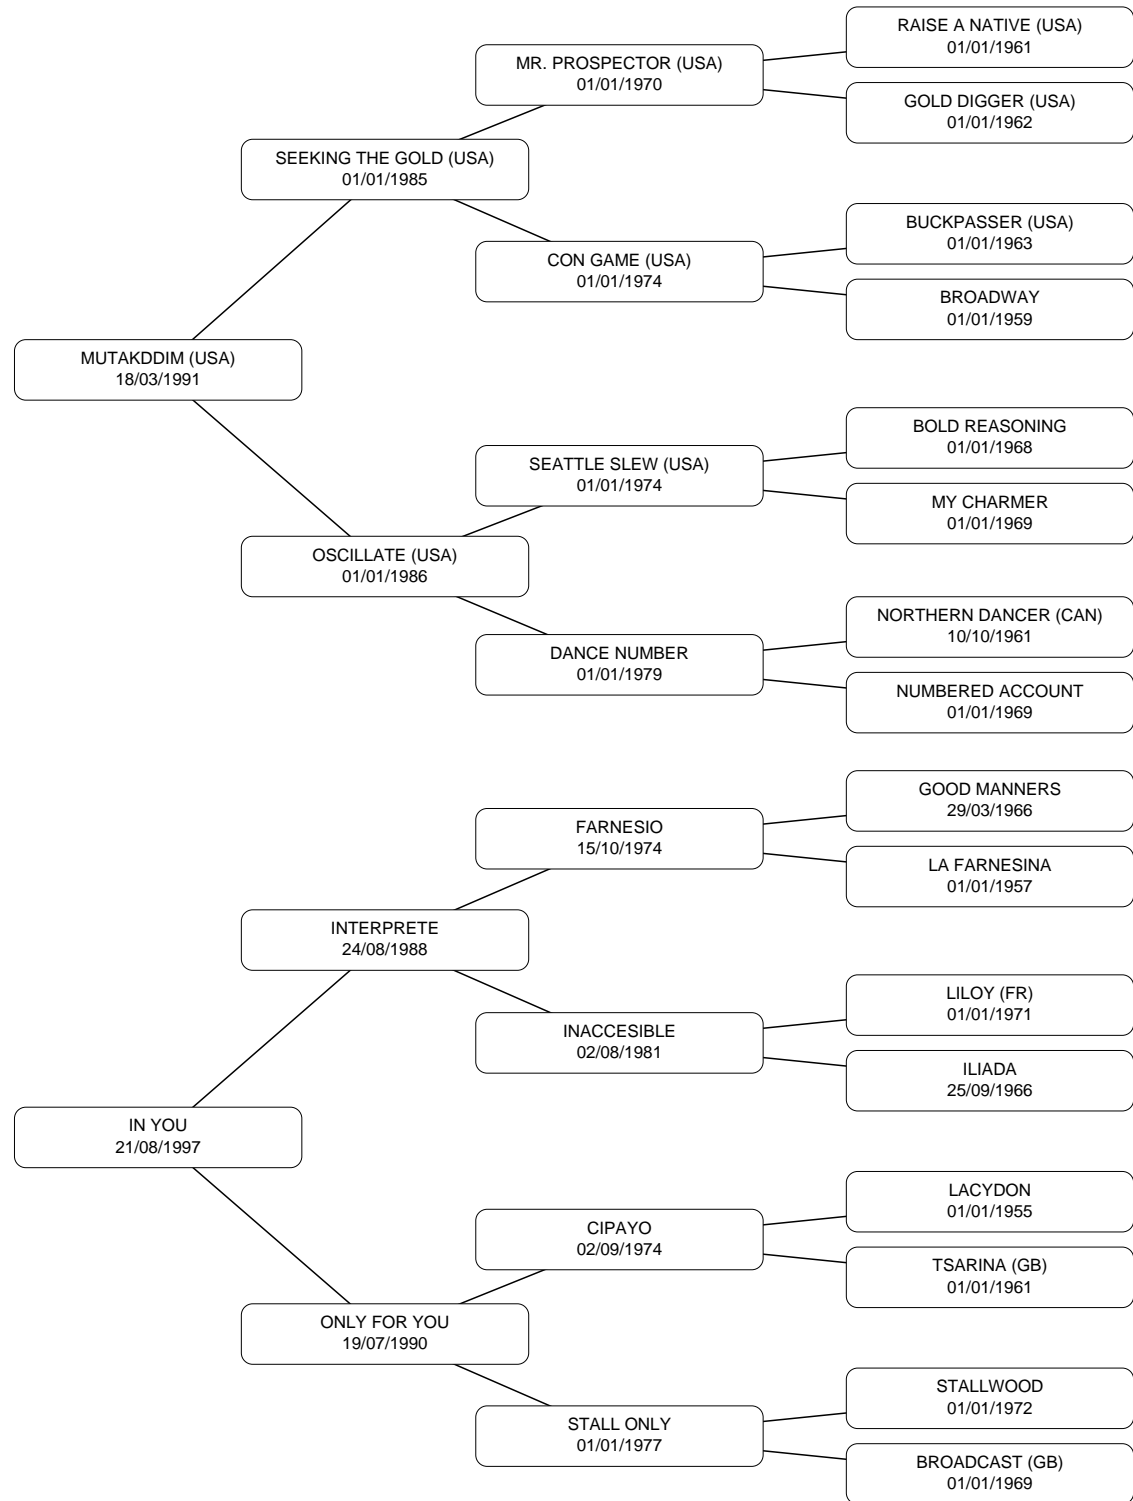 RAISE A NATIVE (USA)
01/01/1961
MR. PROSPECTOR (USA)
01/01/1970
GOLD DIGGER (USA)
01/01/1962
SEEKING THE GOLD (USA)
01/01/1985
BUCKPASSER (USA)
01/01/1963
CON GAME (USA)
01/01/1974
BROADWAY
01/01/1959
MUTAKDDIM (USA)
18/03/1991
BOLD REASONING
01/01/1968
SEATTLE SLEW (USA)
01/01/1974
MY CHARMER
01/01/1969
OSCILLATE (USA)
01/01/1986
NORTHERN DANCER (CAN)
10/10/1961
DANCE NUMBER
01/01/1979
NUMBERED ACCOUNT
01/01/1969
GOOD MANNERS
29/03/1966
FARNESIO
15/10/1974
LA FARNESINA
01/01/1957
INTERPRETE
24/08/1988
LILOY (FR)
01/01/1971
INACCESIBLE
02/08/1981
ILIADA
25/09/1966
IN YOU
21/08/1997
LACYDON
01/01/1955
CIPAYO
02/09/1974
TSARINA (GB)
01/01/1961
ONLY FOR YOU
19/07/1990
STALLWOOD
01/01/1972
STALL ONLY
01/01/1977
BROADCAST (GB)
01/01/1969